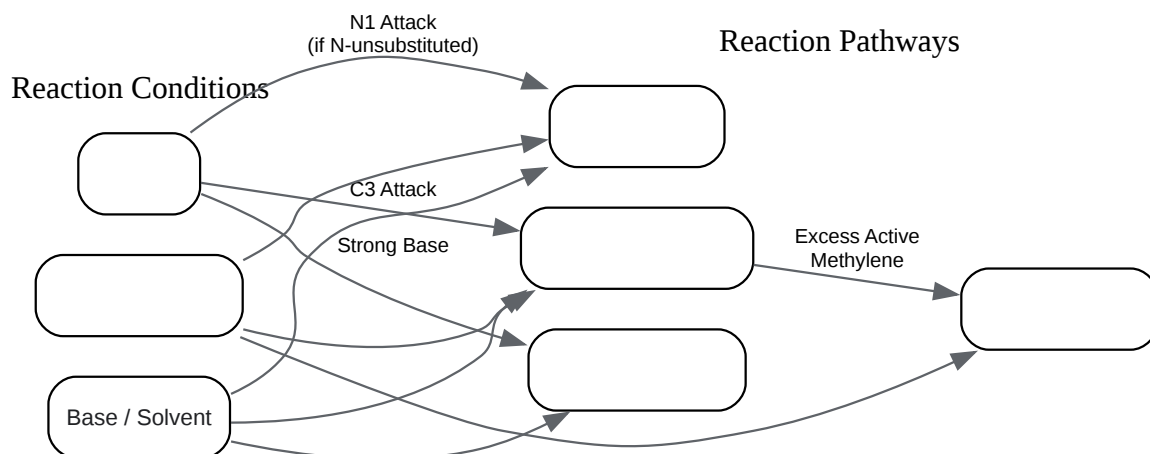 N1 Attack
(if N-unsubstituted)
Reaction Pathways
Reaction Conditions
C3 Attack
Strong Base
Excess Active
Methylene
Base / Solvent